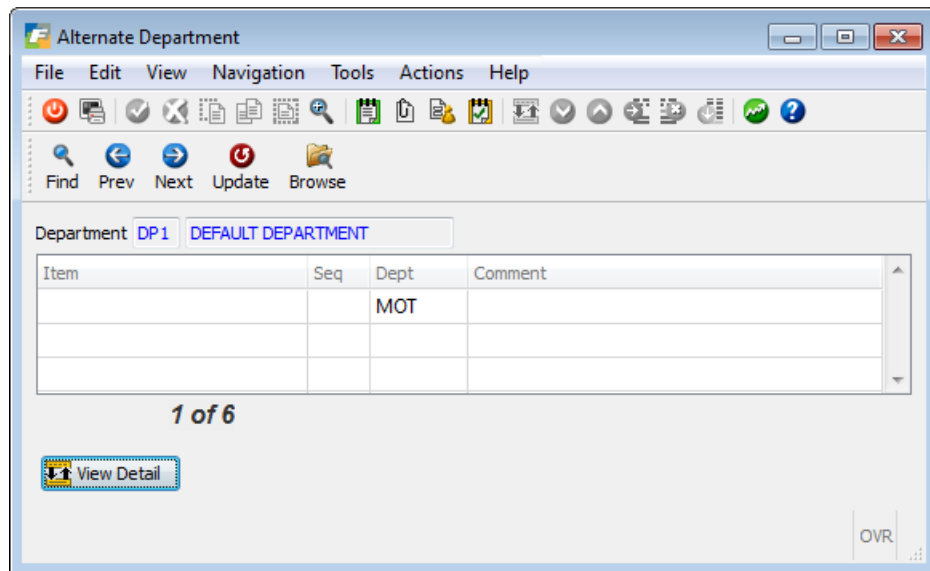 Alternate Department
File Edit View Navigation Tools Actions Help
Find Prev Next Update Browse
Department DP1 DEFAULT DEPARTMENT
Item Seq Dept Comment
MOT
1 of 6
View Detail
OVR